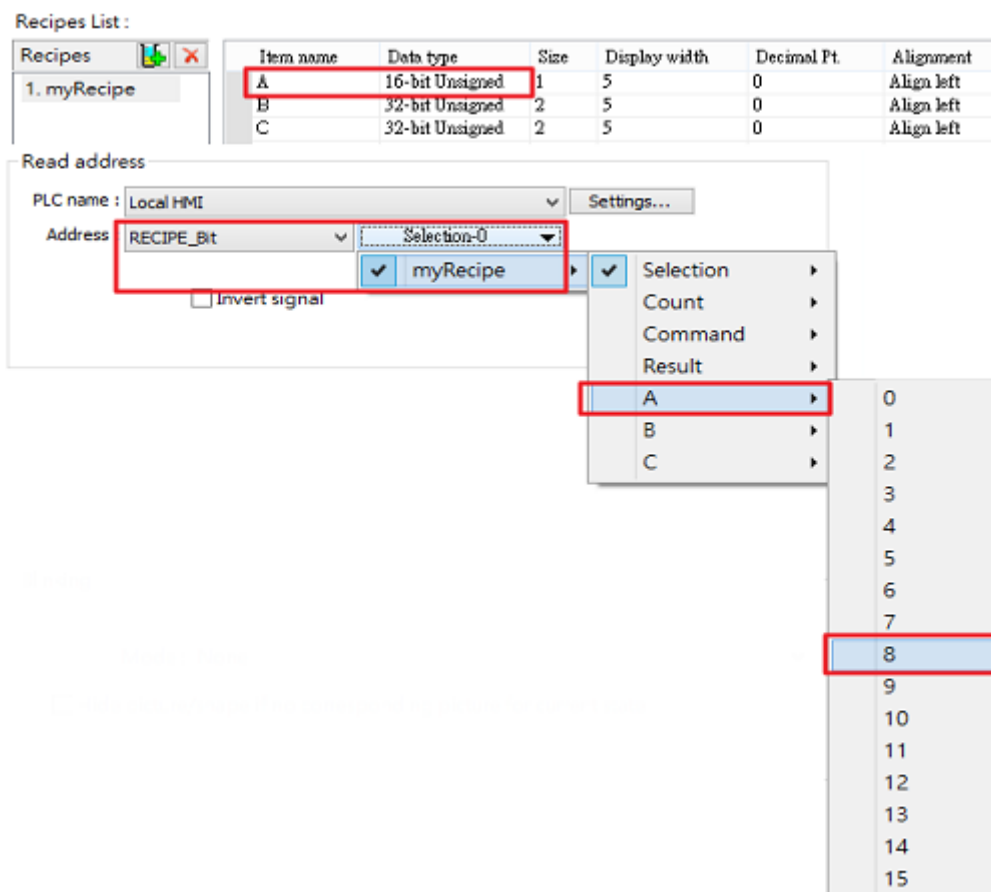 Recipes List :
Recipes
1. myRecipe
Item name Data type Size Display width Decimal Pt. Alignment
A 16-bit Unsigned 1 5 0 Align left
B 32-bit Unsigned 2 5 0 Align left
C 32-bit Unsigned 2 5 0 Align left
Read address
PLC name : Local HMI Settings...
Address RECIPE_Bit Selection-0
myRecipe
Invert signal
Selection
Count
Command
Result
A
B
C
0
1
2
3
4
5
6
7
8
9
10
11
12
13
14
15